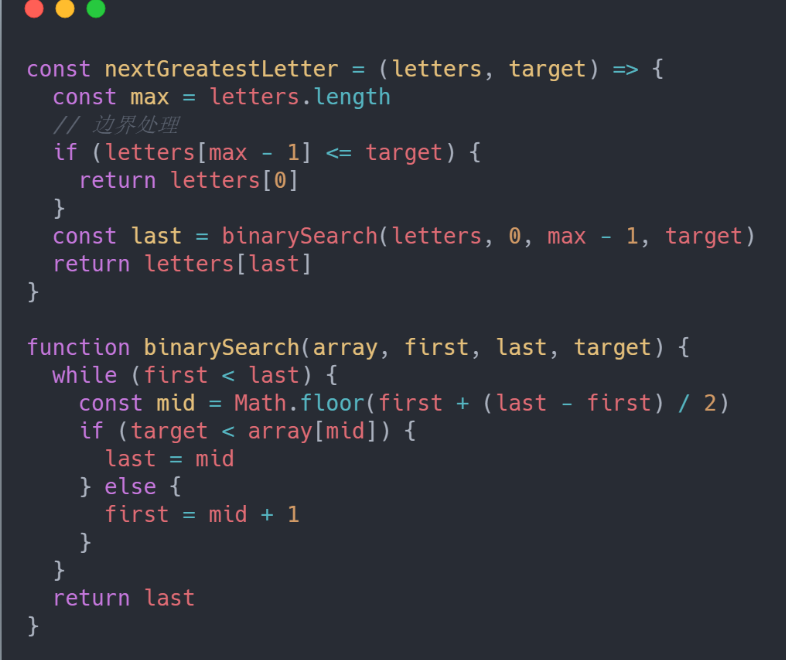 const nextGreatestLetter = (letters, target) => {
  const max = letters.length
  // 边界处理
  if (letters[max - 1] <= target) {
    return letters[0]
  }
  const last = binarySearch(letters, 0, max - 1, target)
  return letters[last]
}

function binarySearch(array, first, last, target) {
  while (first < last) {
    const mid = Math.floor(first + (last - first) / 2)
    if (target < array[mid]) {
      last = mid
    } else {
      first = mid + 1
    }
  }
  return last
}